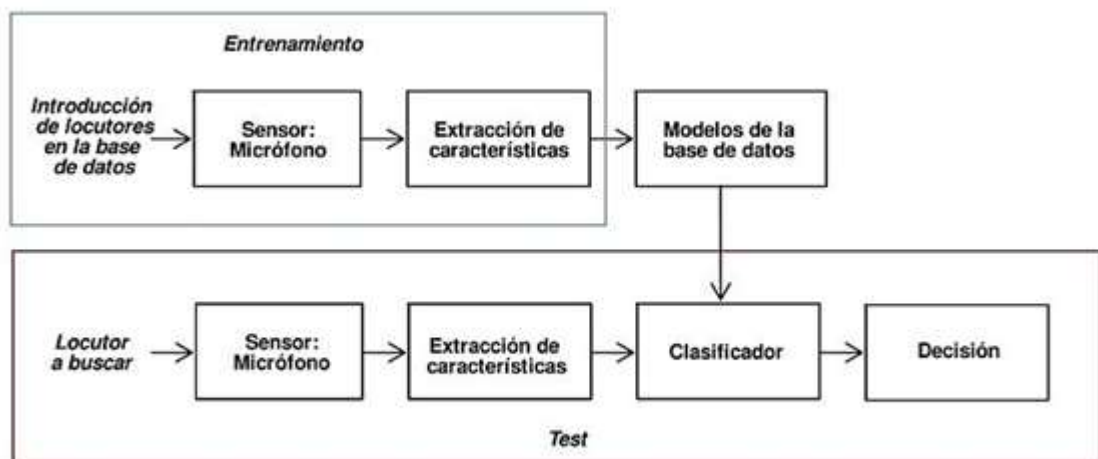 Entrenamiento
Introducción
de locutores
en la base
de datos
Sensor:
Micrófono
Extracción de
características
Modelos de la
base de datos
Locutor
a buscar
Sensor:
Micrófono
Extracción de
características
Clasificador
Decisión
Test